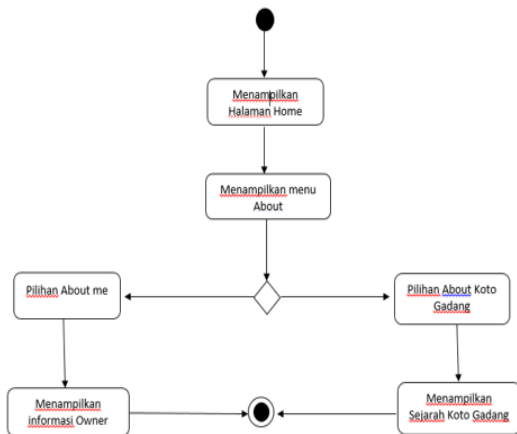 Menampilkan
Halaman Home
Menampilkan menu
About
Pilihan About me
Pilihan About Koto
Gadang
Menampilkan
informasi Owner
Menampilkan
Sejarah Koto Gadang